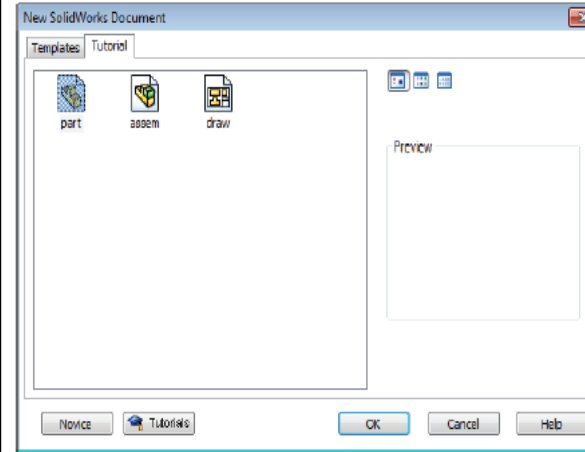 New SolidWorks Document
Templates Tutorial
part assem draw
Preview
Novice Tutorials OK Cancel Help